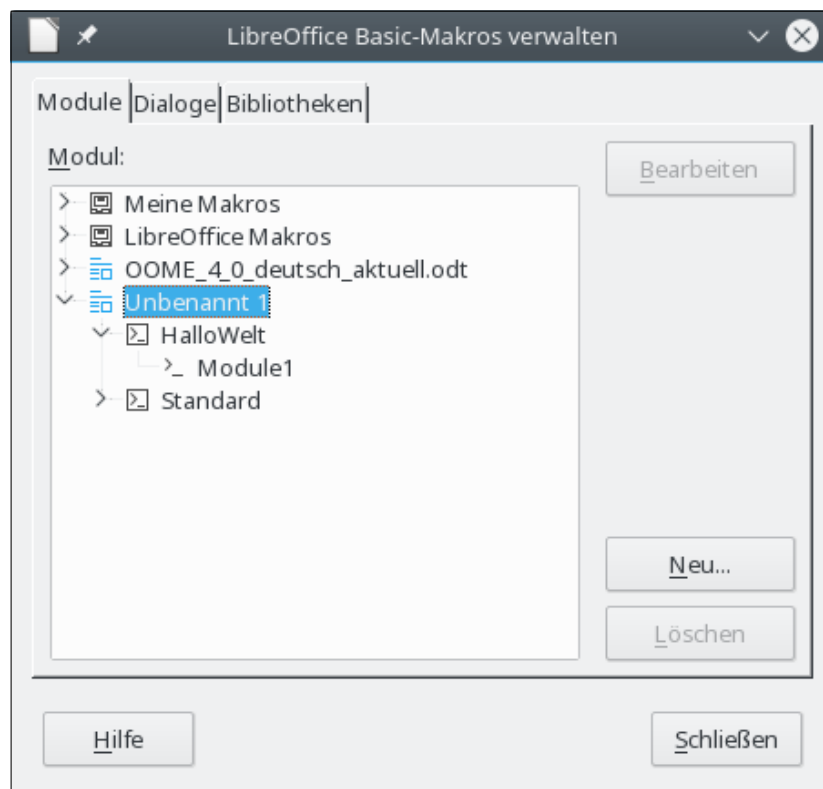 LibreOffice Basic-Makros verwalten
Module Dialoge Bibliotheken
Modul:
Bearbeiten
Meine Makros
LibreOffice Makros
OOME_4_0_deutsch_aktuell.odt
Unbenannt 1
HalloWelt
>_ Module1
Standard
Neu...
Löschen
Hilfe
Schließen